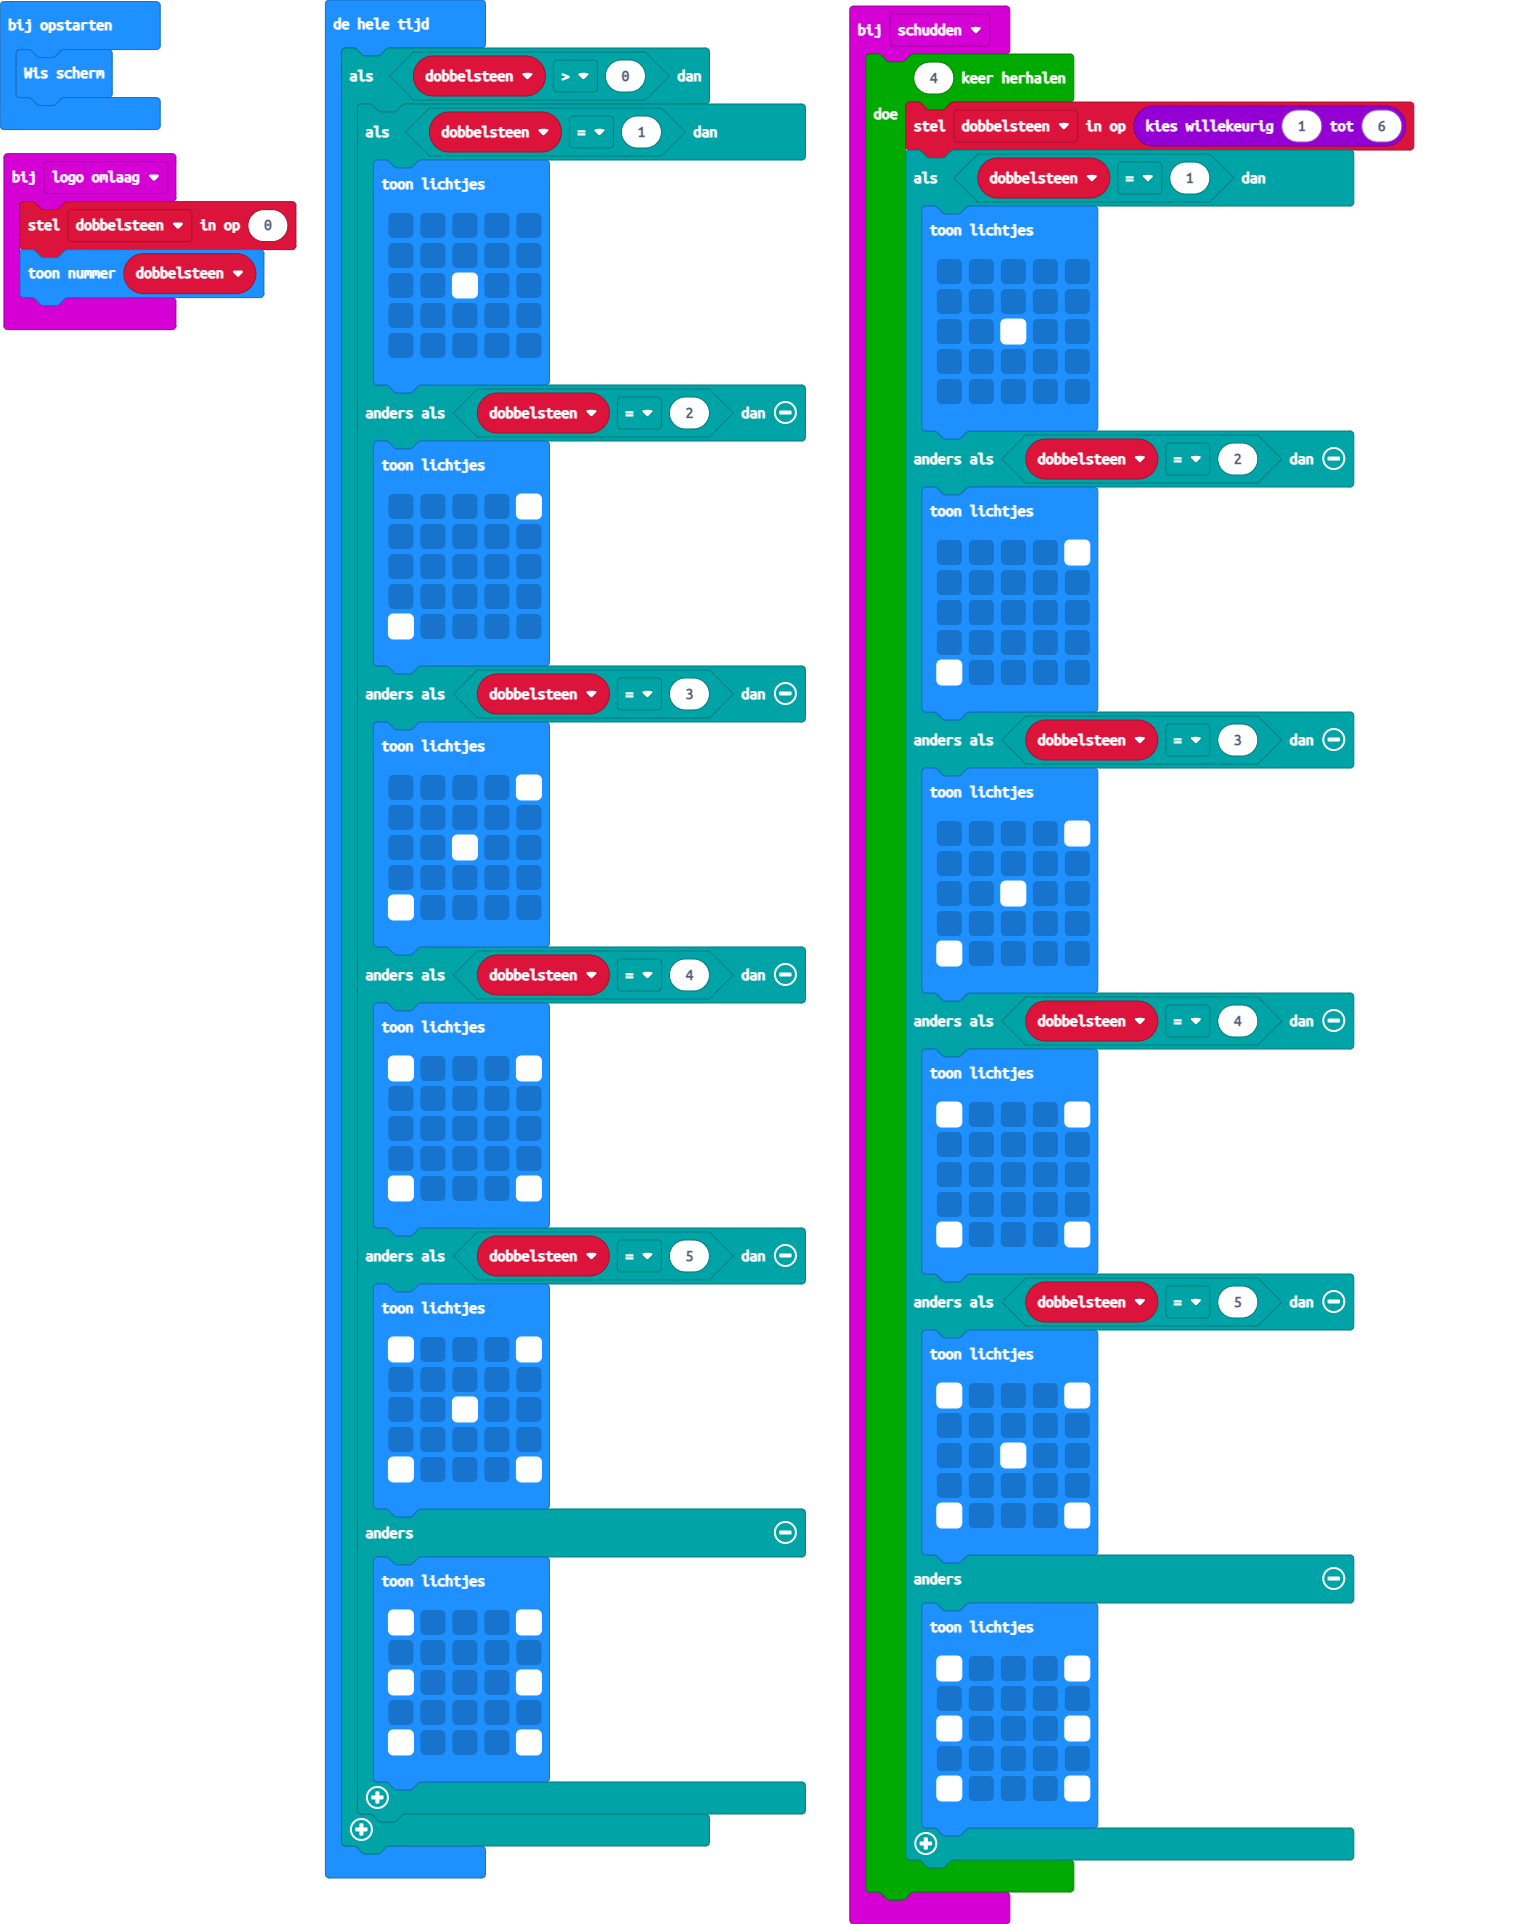 bij opstarten
Wis scherm
bij logo omlaag
stel dobbelsteen in op 0
toon nummer dobbelsteen
de hele tijd
als dobbelsteen > 0 dan
als dobbelsteen = 1 dan
toon lichtjes
anders als dobbelsteen = 2 dan
toon lichtjes
anders als dobbelsteen = 3 dan
toon lichtjes
anders als dobbelsteen = 4 dan
toon lichtjes
anders als dobbelsteen = 5 dan
toon lichtjes
anders
toon lichtjes
bij schudden
4 keer herhalen
doe
stel dobbelsteen in op kies willekeurig 1 tot 6
als dobbelsteen = 1 dan
toon lichtjes
anders als dobbelsteen = 2 dan
toon lichtjes
anders als dobbelsteen = 3 dan
toon lichtjes
anders als dobbelsteen = 4 dan
toon lichtjes
anders als dobbelsteen = 5 dan
toon lichtjes
anders
toon lichtjes